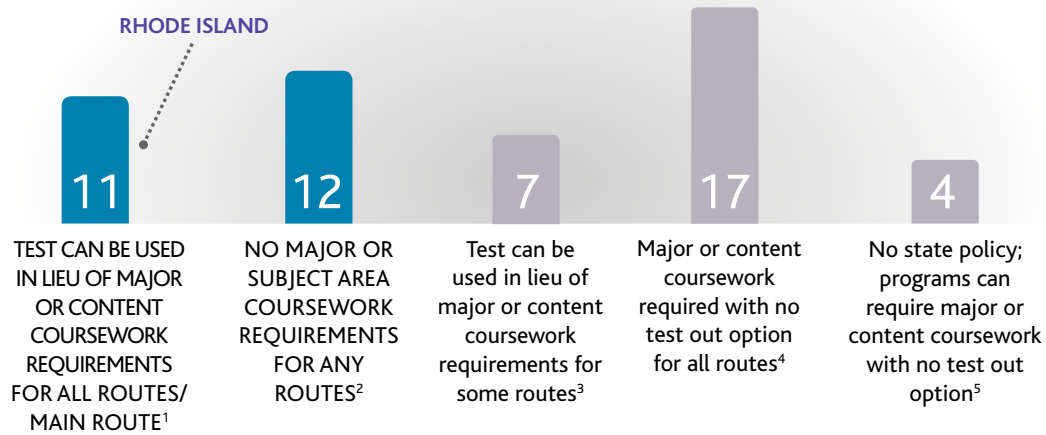 RHODE ISLAND
11
12
7
17
4
TEST CAN BE USED
IN LIEU OF MAJOR
OR CONTENT
COURSEWORK
REQUIREMENTS
FOR ALL ROUTES/
MAIN ROUTE¹
NO MAJOR OR
SUBJECT AREA
COURSEWORK
REQUIREMENTS
FOR ANY
ROUTES²
Test can be
used in lieu of
major or content
coursework
requirements for
some routes³
Major or content
coursework
required with no
test out option
for all routes⁴
No state policy;
programs can
require major or
content coursework
with no test out
option⁵